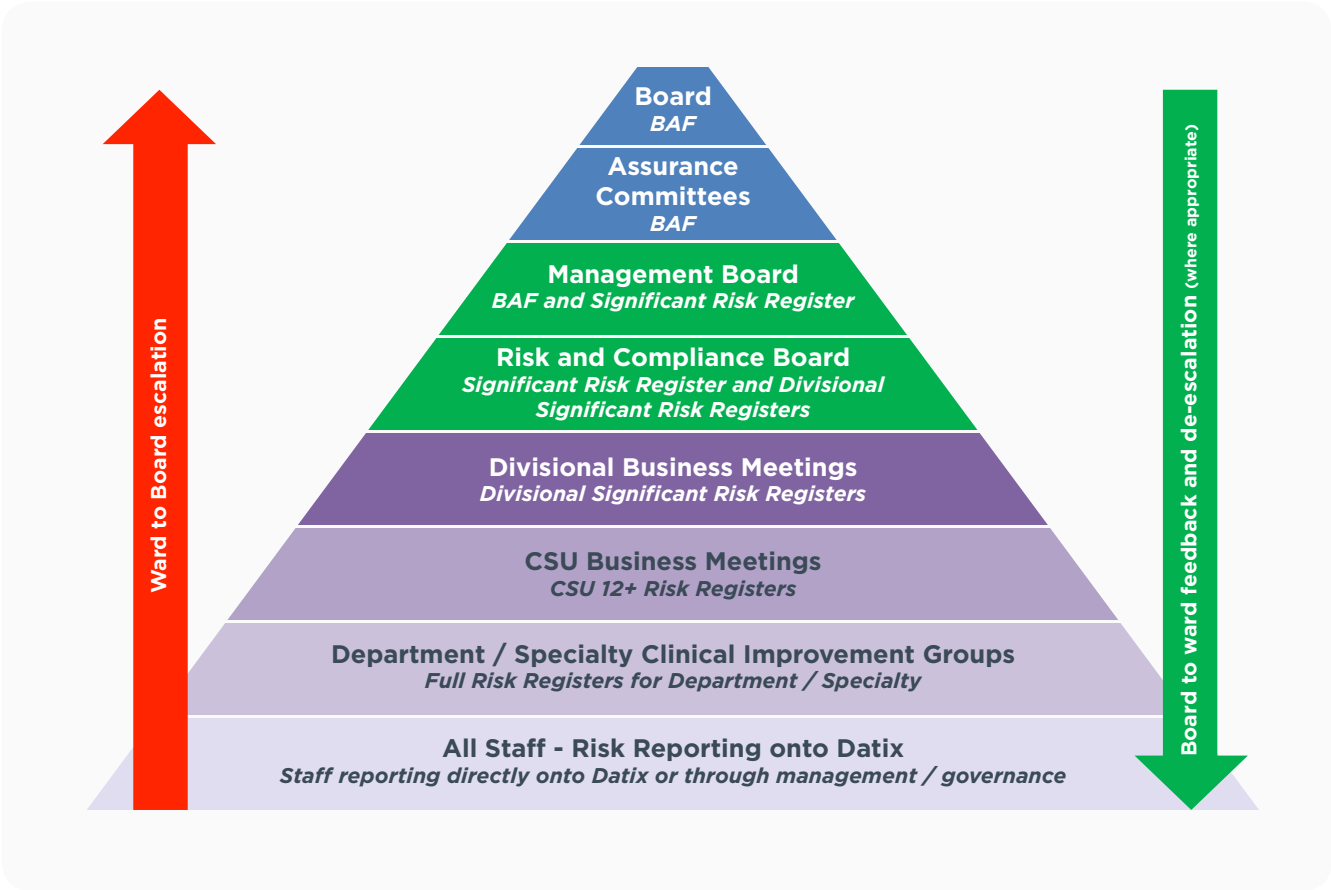 Ward to Board escalation
Board
BAF
Assurance
Committees
BAF
Management Board
BAF and Significant Risk Register
Risk and Compliance Board
Significant Risk Register and Divisional
Significant Risk Registers
Divisional Business Meetings
Divisional Significant Risk Registers
CSU Business Meetings
CSU 12+ Risk Registers
Department / Specialty Clinical Improvement Groups
Full Risk Registers for Department / Specialty
All Staff - Risk Reporting onto Datix
Staff reporting directly onto Datix or through management / governance
Board to ward feedback and de-escalation (where appropriate)